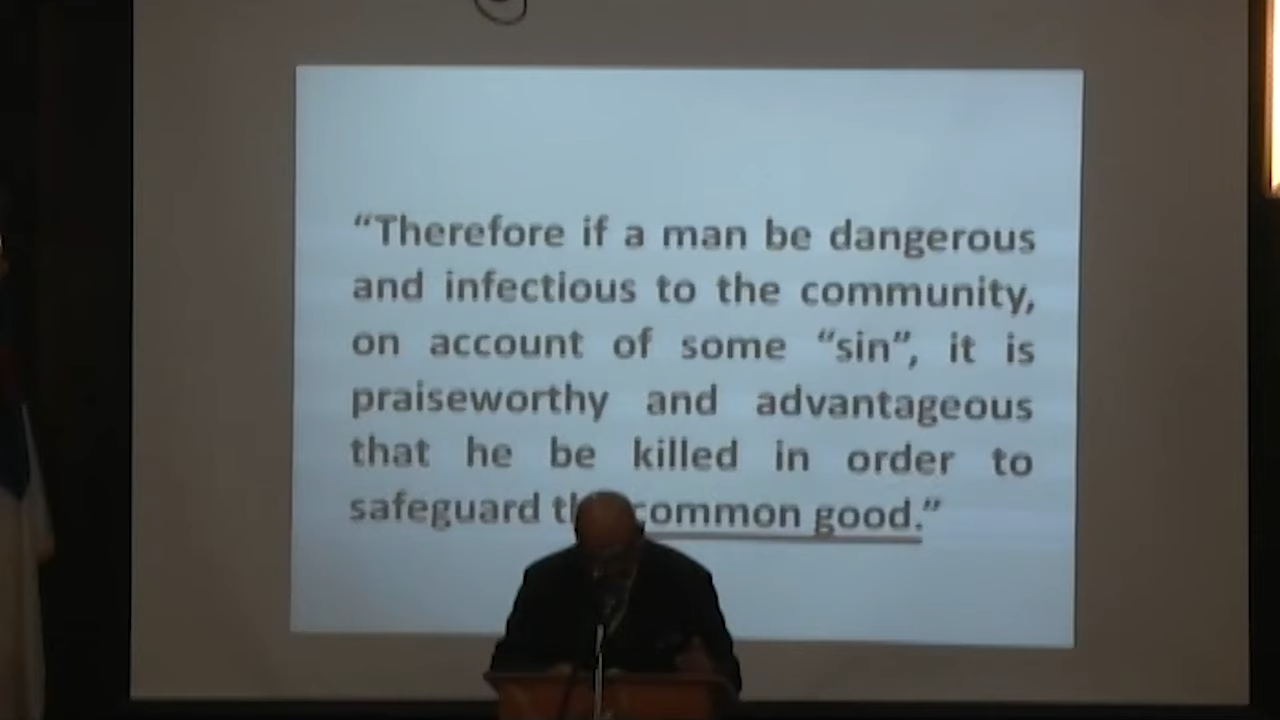 “Therefore if a man be dangerous
and infectious to the community,
on account of some “sin”, it is
praiseworthy and advantageous
that he be killed in order to
safeguard common good.”